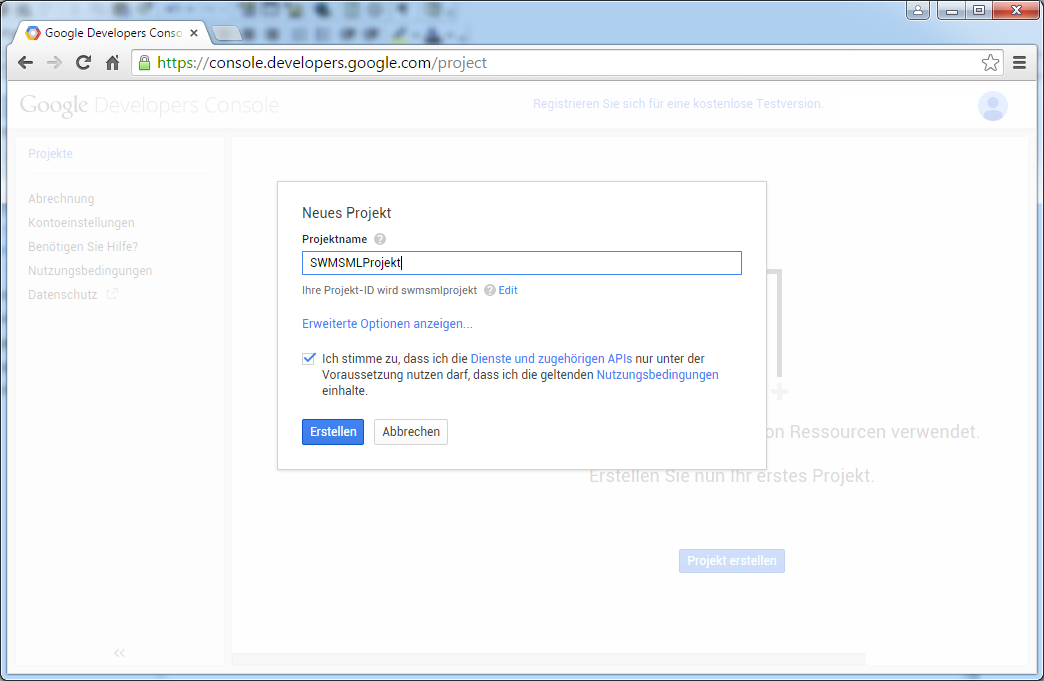 Google Developers Conso
https://console.developers.google.com/project
Google Developers Console
Registrieren Sie sich für eine kostenlose Testversion.
Projekte
Abrechnung
Kontoeinstellungen
Benötigen Sie Hilfe?
Nutzungsbedingungen
Datenschutz
Neues Projekt
Projektname ?
SWMSMLProjekt
Ihre Projekt-ID wird swmsmlprojekt ? Edit
Erweiterte Optionen anzeigen...
Ich stimme zu, dass ich die Dienste und zugehörigen APIs nur unter der
Voraussetzung nutzen darf, dass ich die geltenden Nutzungsbedingungen
einhalte.
Erstellen
Abbrechen
on Ressourcen verwendet.
Erstellen Sie nun Ihr erstes Projekt.
Projekt erstellen